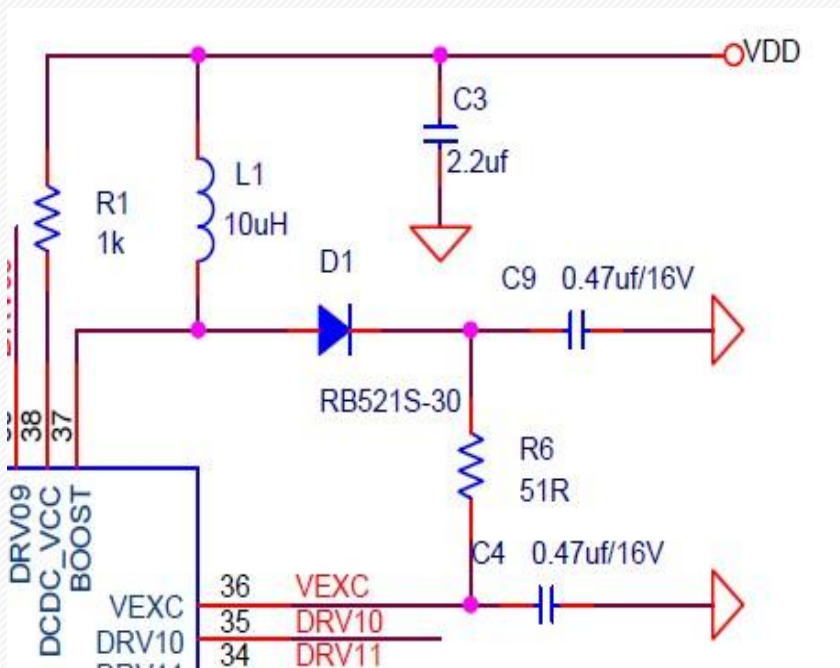 VDD
C3
2.2uf
L1
10uH
R1
1k
D1
C9 0.47uf/16V
RB521S-30
R6
51R
38
37
DRV09
DCDC_VCC
BOOST
C4 0.47uf/16V
VEXC 36 VEXC
DRV10 35 DRV10
34 DRV11